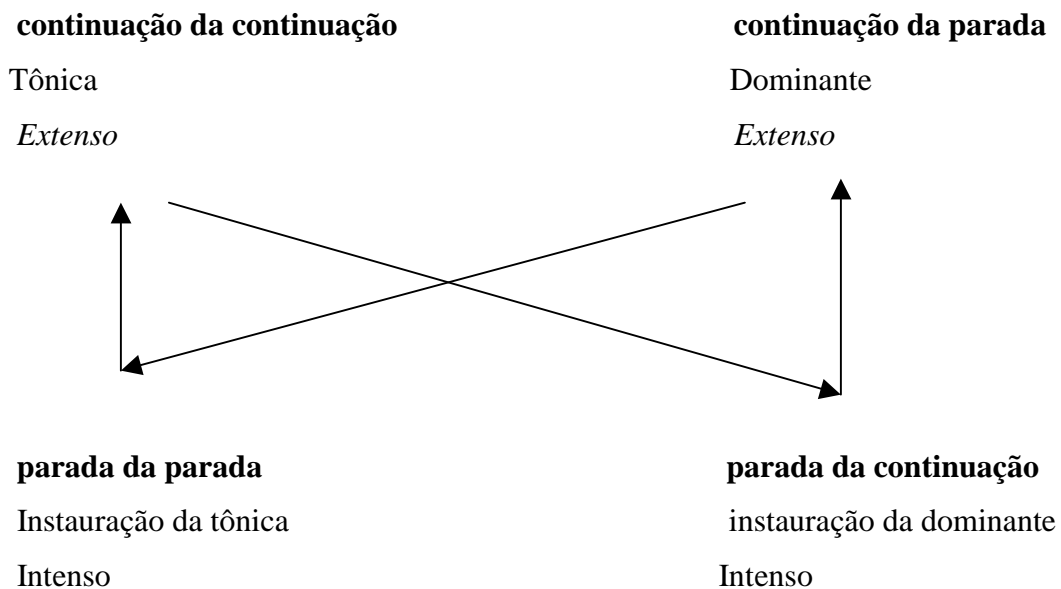 continuação da continuação
continuação da parada
Tônica
Dominante
Extenso
Extenso
parada da parada
parada da continuação
Instauração da tônica
instauração da dominante
Intenso
Intenso